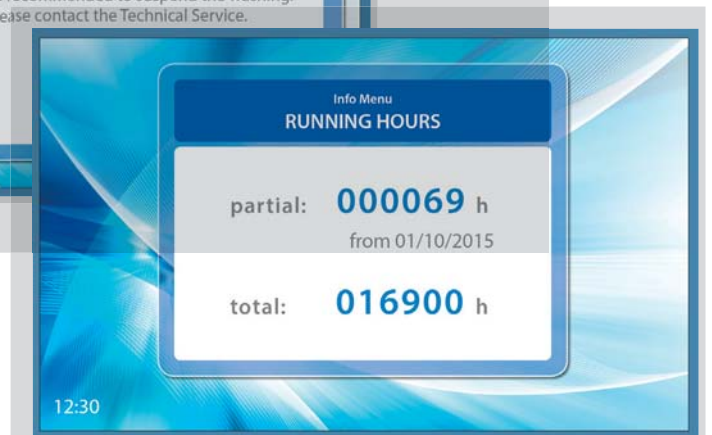 ease contact the Technical Service.
Info Menu
RUNNING HOURS
partial: 000069 h
from 01/10/2015
total: 016900 h
12:30